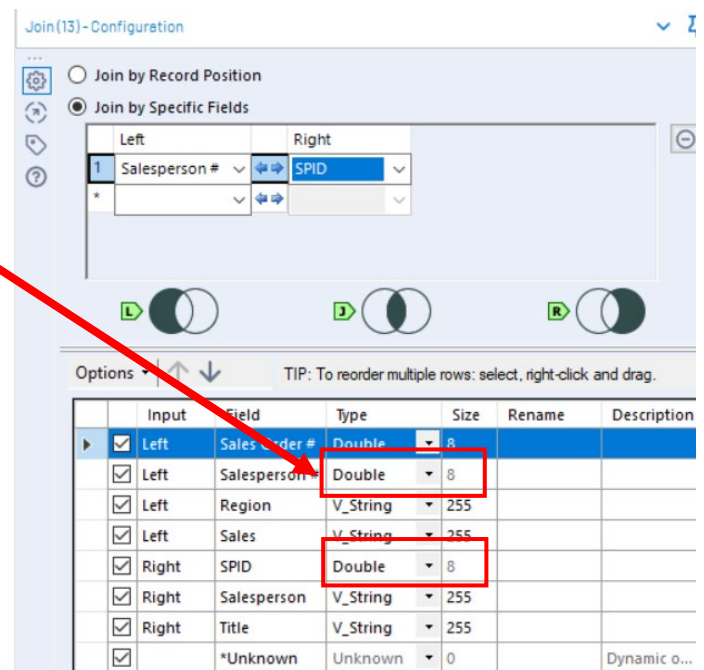 Join (13) - Configuration
Join by Record Position
Join by Specific Fields
Left Right
1 Salesperson # SPID
*
L J R
Options TIP: To reorder multiple rows: select, right-click and drag.
Input Field Type Size Rename Description
Left Sales Order # Double 8
Left Salesperson # Double 8
Left Region V_String 255
Left Sales V_String 255
Right SPID Double 8
Right Salesperson V_String 255
Right Title V_String 255
*Unknown Unknown 0 Dynamic o...